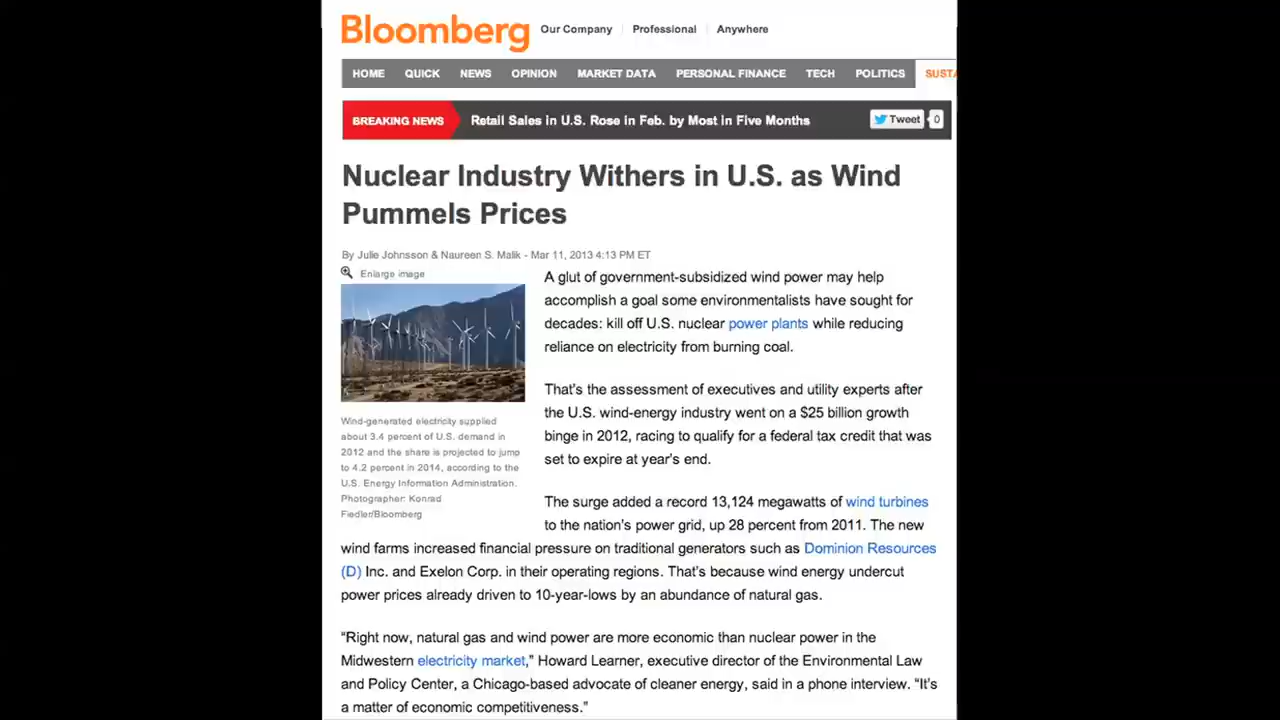 Bloomberg
Our Company Professional Anywhere
HOME QUICK NEWS OPINION MARKET DATA PERSONAL FINANCE TECH POLITICS SUSTA
BREAKING NEWS Retail Sales in U.S. Rose in Feb. by Most in Five Months Tweet 0
Nuclear Industry Withers in U.S. as Wind
Pummels Prices
By Julie Johnsson & Naureen S. Malik - Mar 11, 2013 4:13 PM ET
Enlarge image
Wind-generated electricity supplied
about 3.4 percent of U.S. demand in
2012 and the share is projected to jump
to 4.2 percent in 2014, according to the
U.S. Energy Information Administration.
Photographer: Konrad
Fiedler/Bloomberg
A glut of government-subsidized wind power may help
accomplish a goal some environmentalists have sought for
decades: kill off U.S. nuclear power plants while reducing
reliance on electricity from burning coal.
That's the assessment of executives and utility experts after
the U.S. wind-energy industry went on a $25 billion growth
binge in 2012, racing to qualify for a federal tax credit that was
set to expire at year's end.
The surge added a record 13,124 megawatts of wind turbines
to the nation's power grid, up 28 percent from 2011. The new
wind farms increased financial pressure on traditional generators such as Dominion Resources
(D) Inc. and Exelon Corp. in their operating regions. That's because wind energy undercut
power prices already driven to 10-year-lows by an abundance of natural gas.
“Right now, natural gas and wind power are more economic than nuclear power in the
Midwestern electricity market,” Howard Learner, executive director of the Environmental Law
and Policy Center, a Chicago-based advocate of cleaner energy, said in a phone interview. “It's
a matter of economic competitiveness.”